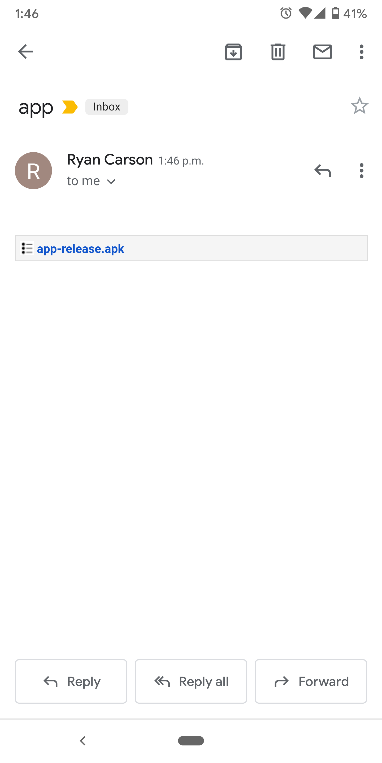 1:46 41%
app Inbox
R Ryan Carson 1:46 p.m.
to me
app-release.apk
Reply Reply all Forward